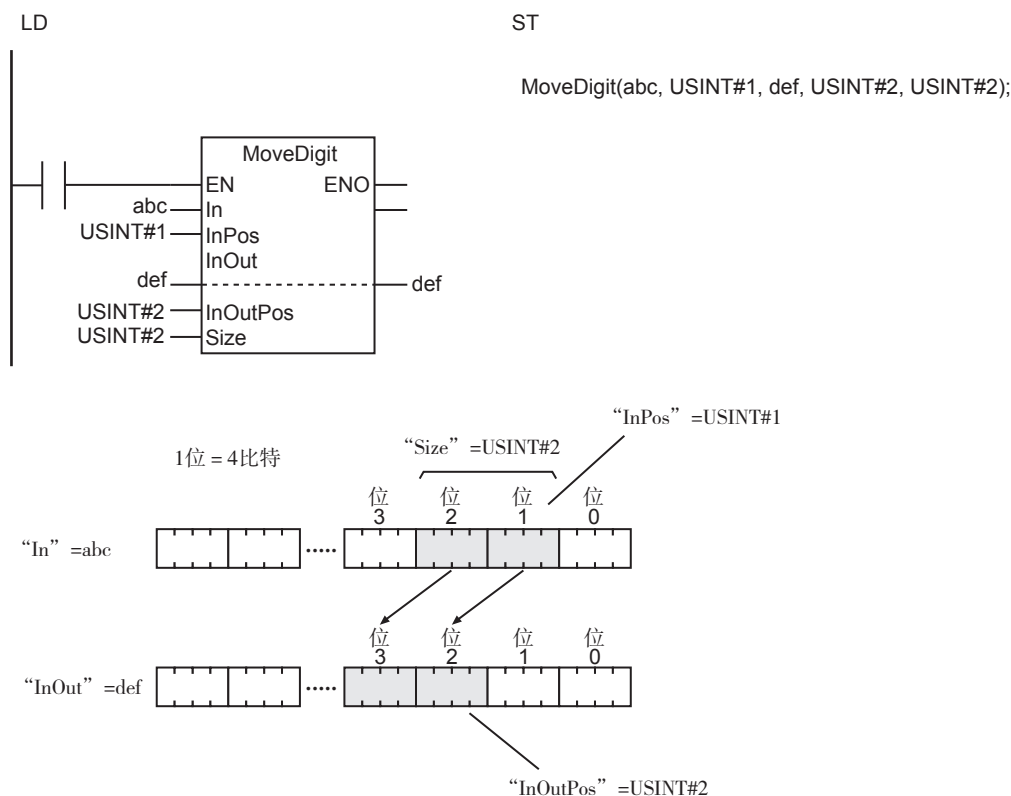 LD
ST
MoveDigit(abc, USINT#1, def, USINT#2, USINT#2);
MoveDigit
EN ENO
abc In
USINT#1 InPos
InOut
def def
USINT#2 InOutPos
USINT#2 Size
“InPos” =USINT#1
“Size” =USINT#2
1位 = 4比特
位 位 位 位
3 2 1 0
“In” =abc
位 位 位 位
3 2 1 0
“InOut” =def
“InOutPos” =USINT#2